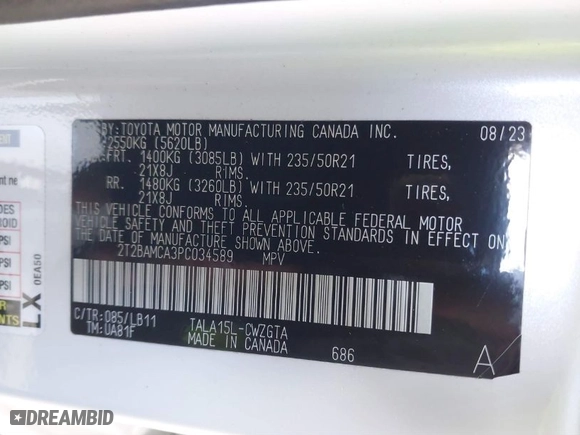 BY:TOYOTA MOTOR MANUFACTURING CANADA INC. 08/23
2550KG (5620LB)
FRT. 1400KG (3085LB) WITH 235/50R21 TIRES,
21X8J RIMS.
RR. 1480KG (3260LB) WITH 235/50R21 TIRES,
21X8J RIMS.
THIS VEHICLE CONFORMS TO ALL APPLICABLE FEDERAL MOTOR
VEHICLE SAFETY AND THEFT PREVENTION STANDARDS IN EFFECT ON
THE DATE OF MANUFACTURE SHOWN ABOVE.
2T2BAMCA3PC034589 MPV
C/TR:085/LB11 TALA15L-CWZGTA
TM:UA81F MADE IN CANADA 686 A
PSI
PSI
PSI
LX
0EA50
DREAMBID